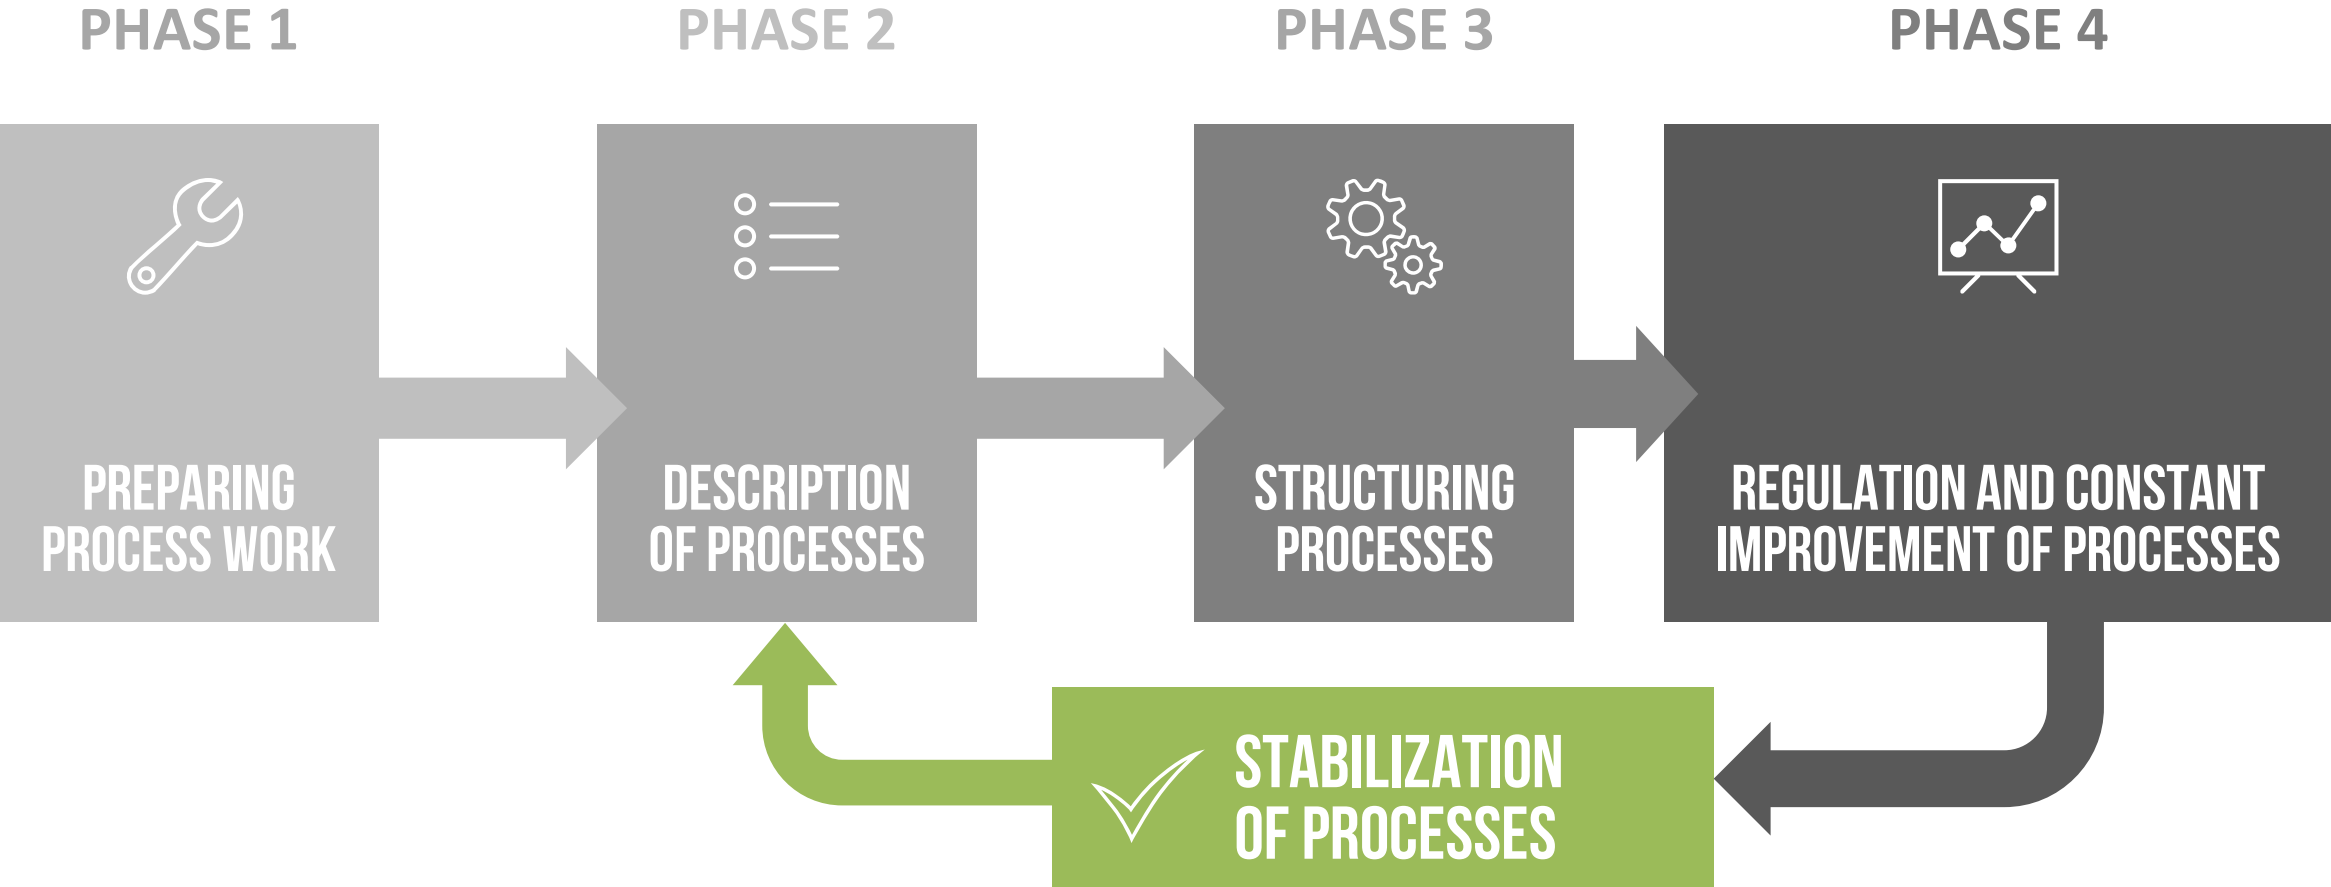 PHASE 1
PHASE 2
PHASE 3
PHASE 4
PREPARING
PROCESS WORK
DESCRIPTION
OF PROCESSES
STRUCTURING
PROCESSES
REGULATION AND CONSTANT
IMPROVEMENT OF PROCESSES
STABILIZATION
OF PROCESSES